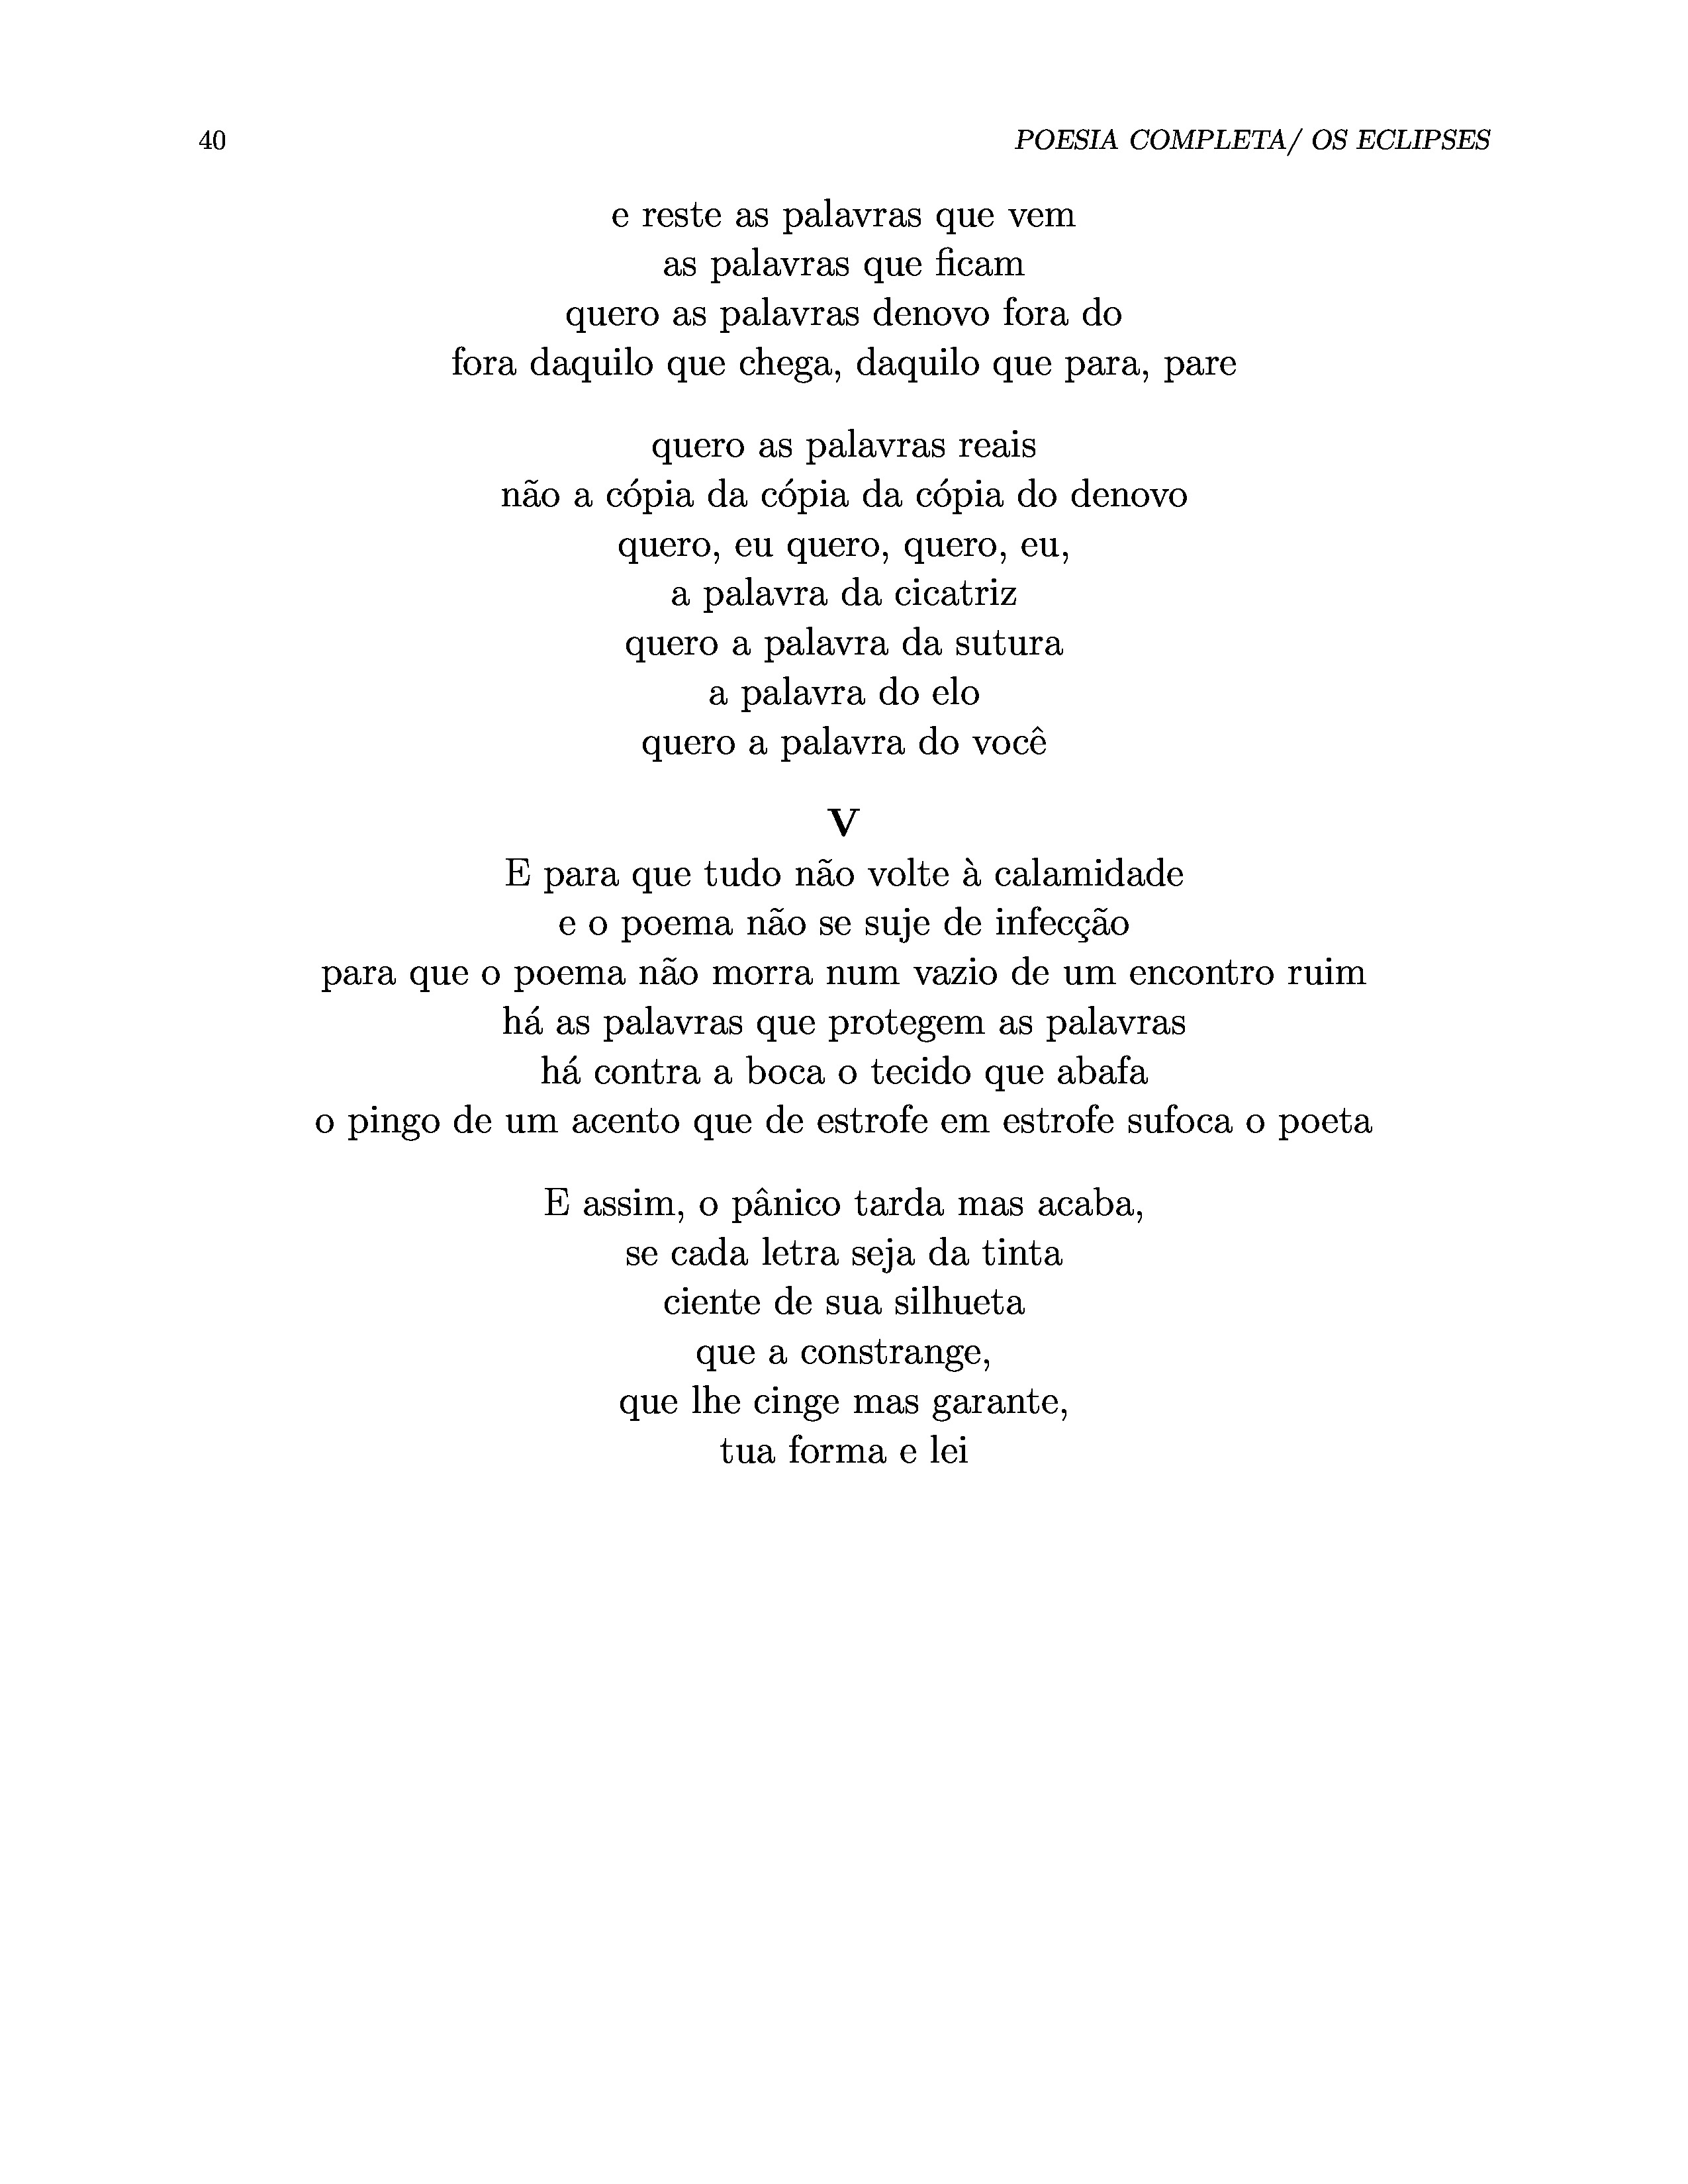 40 POESIA COMPLETA/ OS ECLIPSES
e reste as palavras que vem
as palavras que ficam
quero as palavras denovo fora do
fora daquilo que chega, daquilo que para, pare
quero as palavras reais
não a cópia da cópia da cópia do denovo
quero, eu quero, quero, eu,
a palavra da cicatriz
quero a palavra da sutura
a palavra do elo
quero a palavra do você
V
E para que tudo não volte à calamidade
e o poema não se suje de infecção
para que o poema não morra num vazio de um encontro ruim
há as palavras que protegem as palavras
há contra a boca o tecido que abafa
o pingo de um acento que de estrofe em estrofe sufoca o poeta
E assim, o pânico tarda mas acaba,
se cada letra seja da tinta
ciente de sua silhueta
que a constrange,
que lhe cinge mas garante,
tua forma e lei